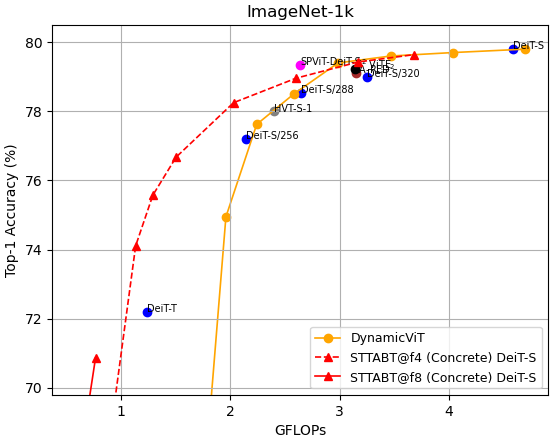 ImageNet-1k
80
78
76
74
72
70
Top-1 Accuracy (%)
DeiT-S
SPViT-DeiT-S
DeiT-S/320
DeiT-S/288
HVT-S-1
DeiT-S/256
DeiT-T
DynamicViT
STTABT@f4 (Concrete) DeiT-S
STTABT@f8 (Concrete) DeiT-S
1 2 3 4
GFLOPs